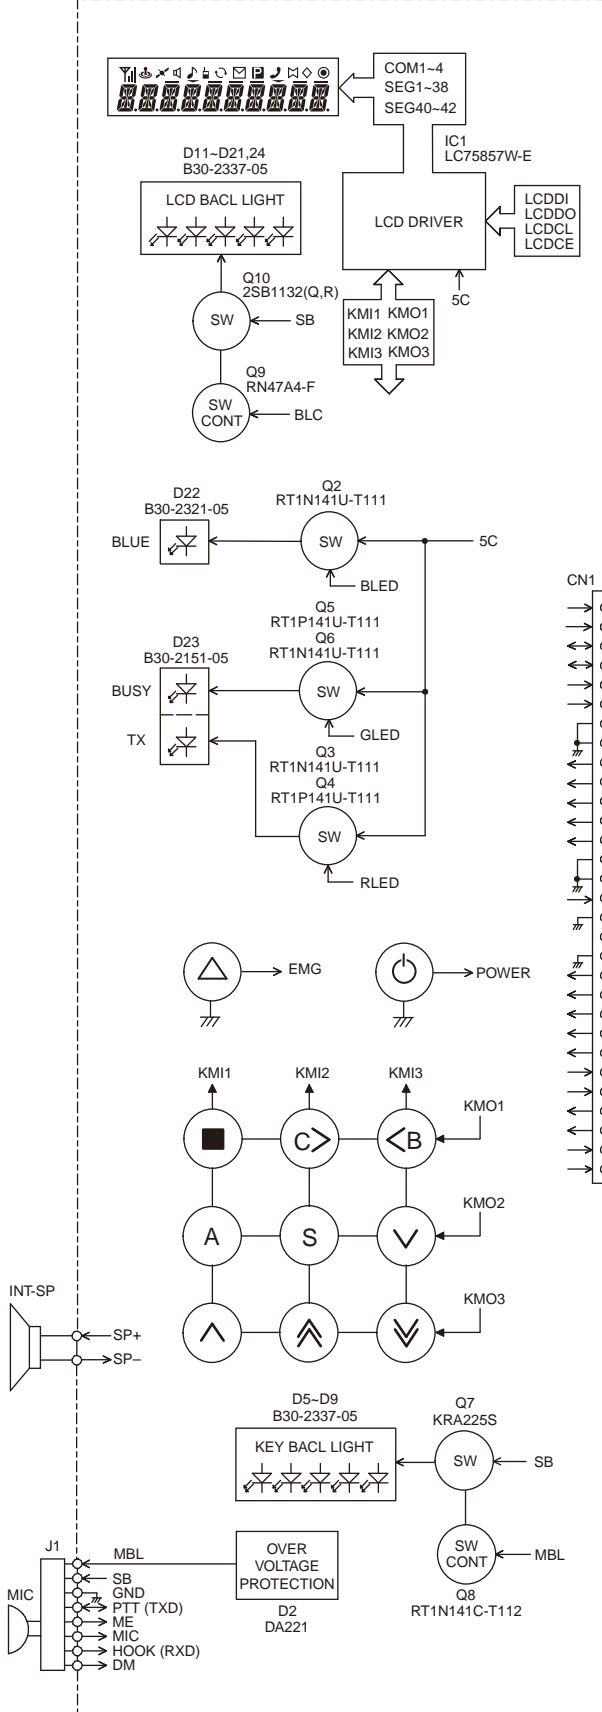 COM1~4
SEG1~38
SEG40~42
IC1
LC75857W-E
D11~D21,24
B30-2337-05
LCD BACL LIGHT
LCD DRIVER
LCDDI
LCDDO
LCDCL
LCDCE
Q10
2SB1132(Q,R)
SW
SB
5C
KMI1 KMO1
KMI2 KMO2
KMI3 KMO3
Q9
RN47A4-F
SW
CONT
BLC
D22
B30-2321-05
BLUE
Q2
RT1N141U-T111
SW
5C
BLED
CN1
Q5
RT1P141U-T111
Q6
RT1N141U-T111
D23
B30-2151-05
BUSY
SW
GLED
TX
Q3
RT1N141U-T111
Q4
RT1P141U-T111
SW
RLED
EMG
POWER
KMI1
KMI2
KMI3
C>
<B
KMO1
A
S
KMO2
KMO3
INT-SP
SP+
SP–
D5~D9
B30-2337-05
KEY BACL LIGHT
Q7
KRA225S
SW
SB
SW
CONT
MBL
Q8
RT1N141C-T112
J1
MBL
OVER
VOLTAGE
PROTECTION
D2
DA221
MIC
SB
GND
PTT (TXD)
ME
MIC
HOOK (RXD)
DM